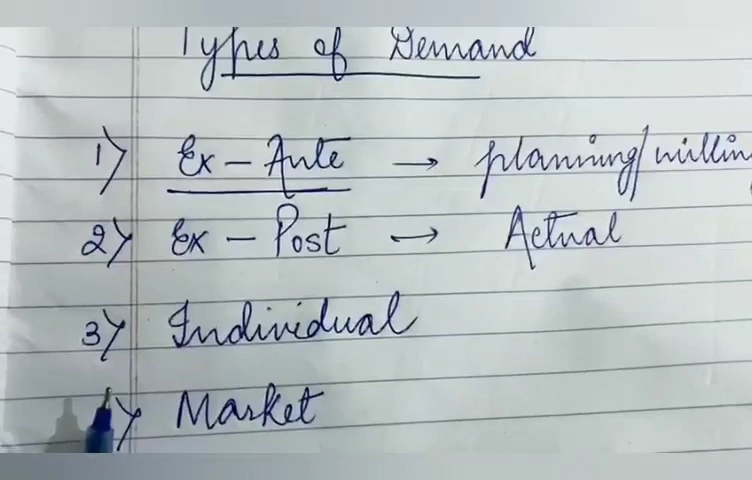 Types of Demand
1) Ex - Ante → planning/
2) Ex - Post → Actual
3) Individual
) Market